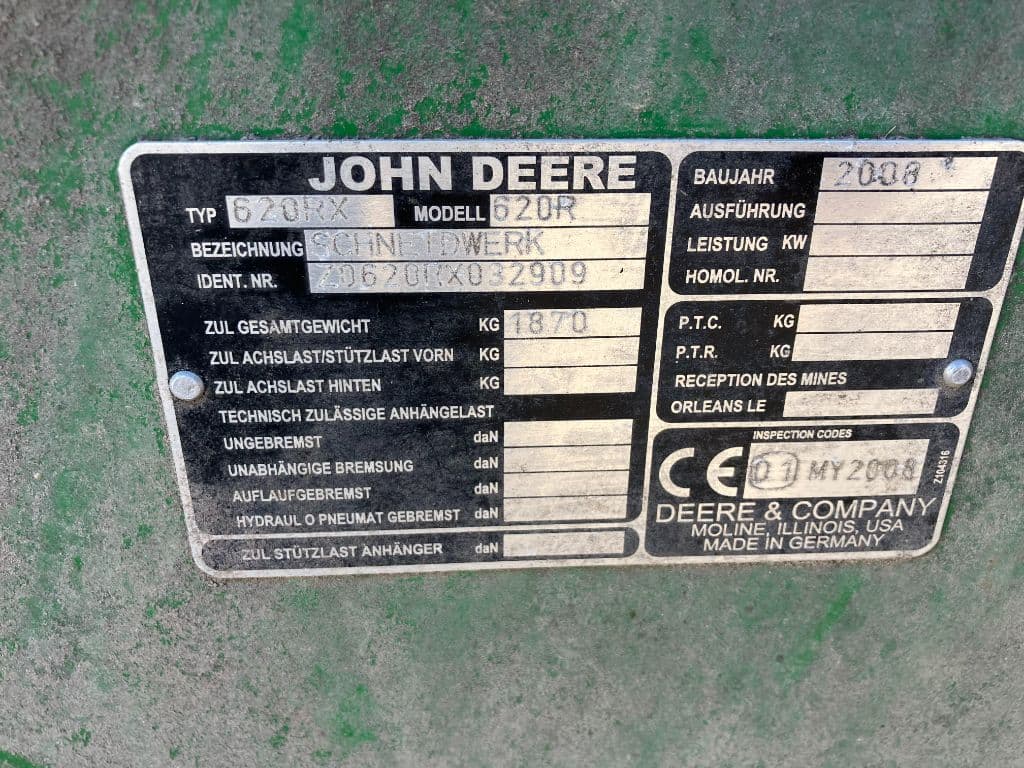 JOHN DEERE
TYP 620RX MODELL 620R
BEZEICHNUNG SCHNEIDWERK
IDENT. NR. Z0620RX032909
ZUL GESAMTGEWICHT KG 1870
ZUL ACHSLAST/STÜTZLAST VORN KG
ZUL ACHSLAST HINTEN KG
TECHNISCH ZULÄSSIGE ANHÄNGELAST
UNGEBREMST daN
UNABHÄNGIGE BREMSUNG daN
AUFLAUFGEBREMST daN
HYDRAUL O PNEUMAT GEBREMST daN
ZUL STÜTZLAST ANHÄNGER daN
BAUJAHR 2008
AUSFÜHRUNG
LEISTUNG KW
HOMOL. NR.
P.T.C. KG
P.T.R. KG
RECEPTION DES MINES
ORLEANS LE
INSPECTION CODES
CE 01 MY2008
DEERE & COMPANY
MOLINE, ILLINOIS, USA
MADE IN GERMANY
Z104316